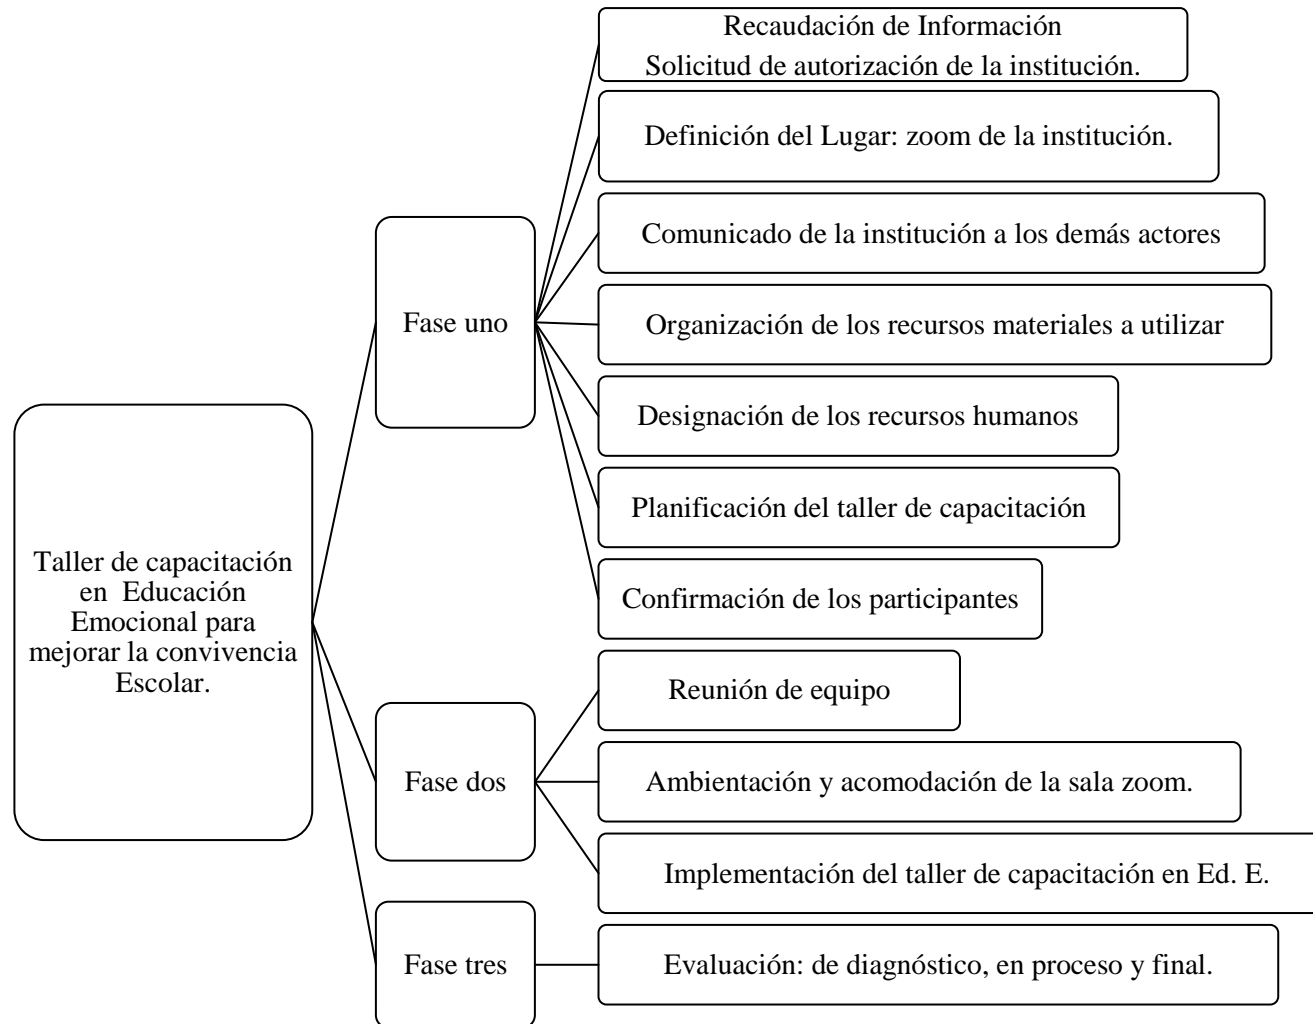 Taller de capacitación
en Educación
Emocional para
mejorar la convivencia
Escolar.
Fase uno
Recaudación de Información
Solicitud de autorización de la institución.
Definición del Lugar: zoom de la institución.
Comunicado de la institución a los demás actores
Organización de los recursos materiales a utilizar
Designación de los recursos humanos
Planificación del taller de capacitación
Confirmación de los participantes
Fase dos
Reunión de equipo
Ambientación y acomodación de la sala zoom.
Implementación del taller de capacitación en Ed. E.
Fase tres
Evaluación: de diagnóstico, en proceso y final.